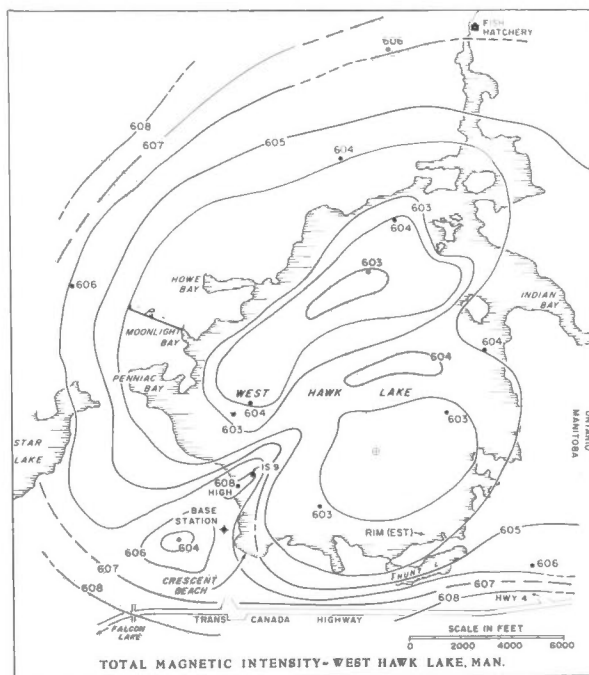 FISH
HATCHERY
606
608
607
605
604
603
604
603
HOWE
BAY
606
INDIAN
BAY
MOONLIGHT
BAY
604
604
PENNIAC
BAY
WEST HAWK LAKE
604
603
603
ONTARIO
MANITOBA
STAR
LAKE
IS 9
608
HIGH
BASE
STATION
603
RIM (EST)
605
606
604
606
607
CRESCENT
BEACH
HUNT L
607
608
608
HWY 4
TRANS CANADA HIGHWAY
FALCON
LAKE
SCALE IN FEET
0 2000 4000 6000
TOTAL MAGNETIC INTENSITY - WEST HAWK LAKE, MAN.